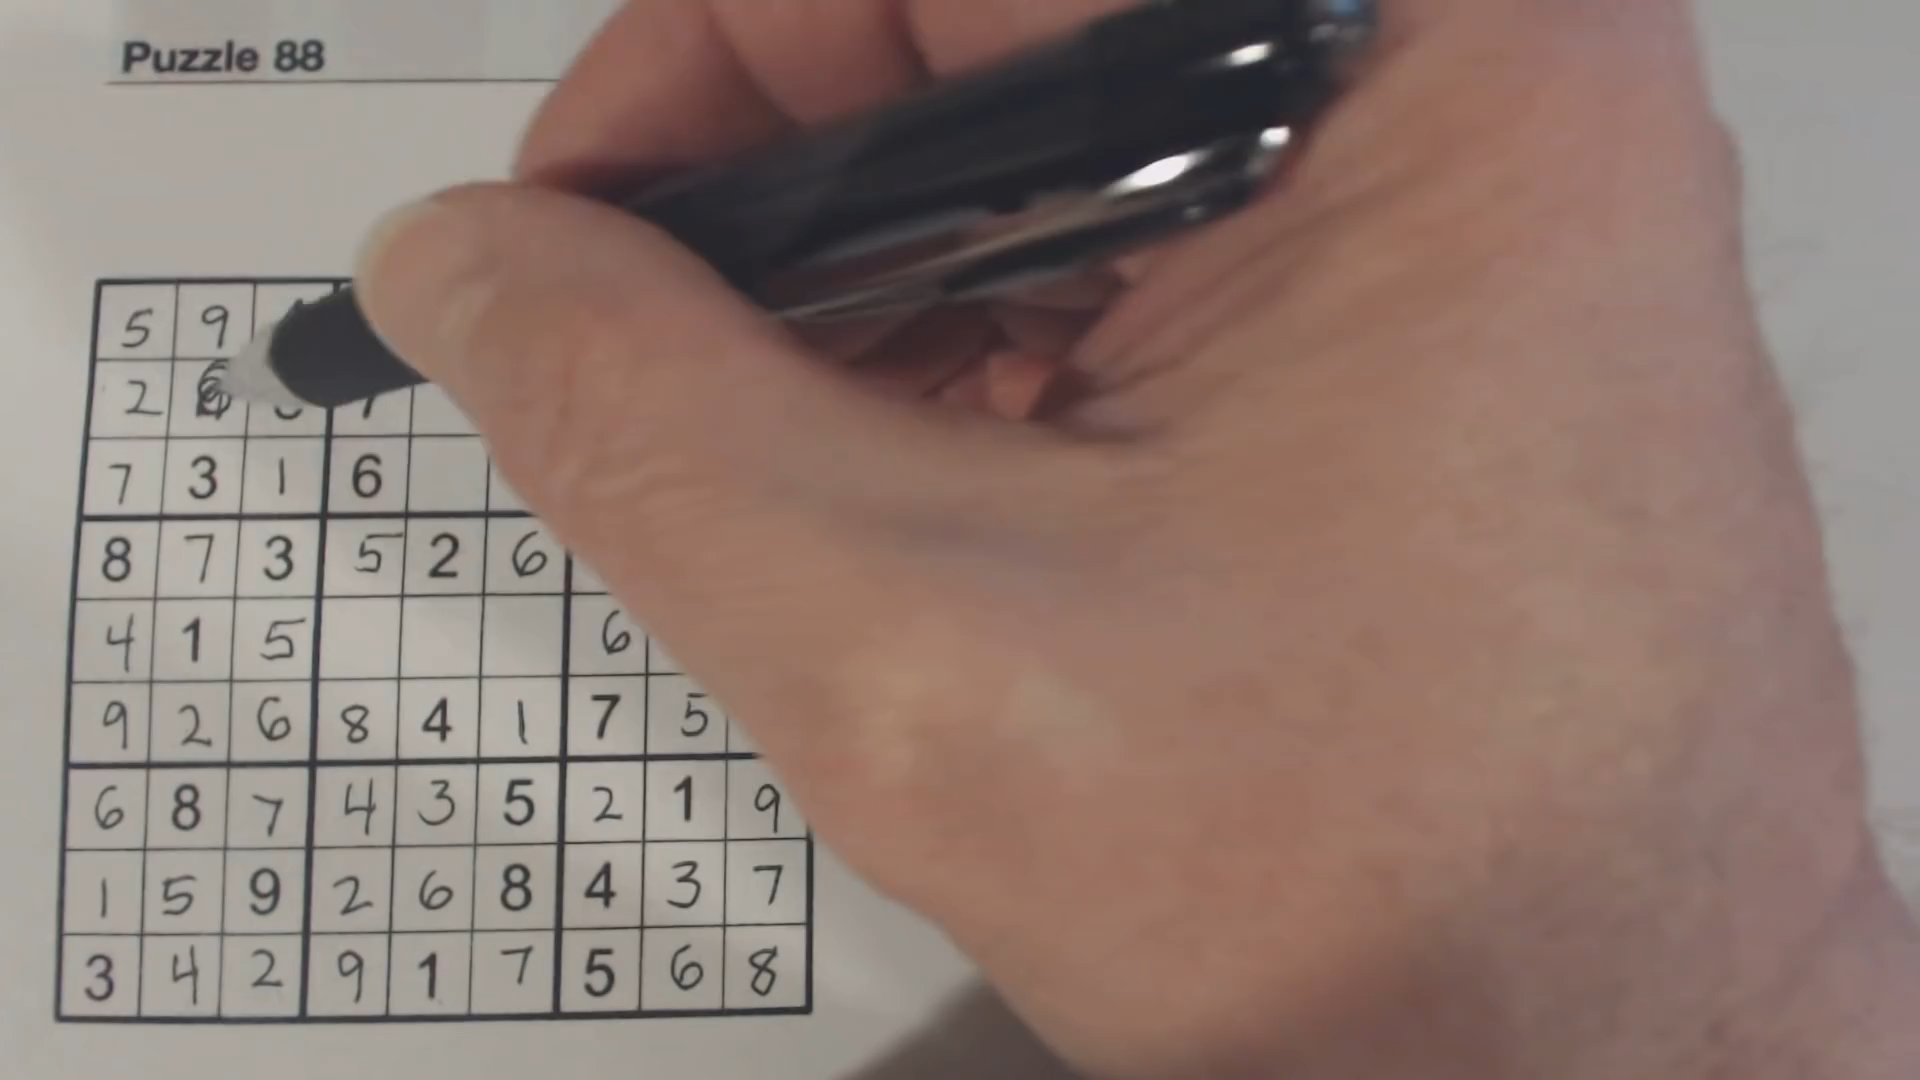 Puzzle 88
5 9
2 6
7 3 1 6
8 7 3 5 2 6
4 1 5 6
9 2 6 8 4 1 7 5
6 8 7 4 3 5 2 1 9
1 5 9 2 6 8 4 3 7
3 4 2 9 1 7 5 6 8